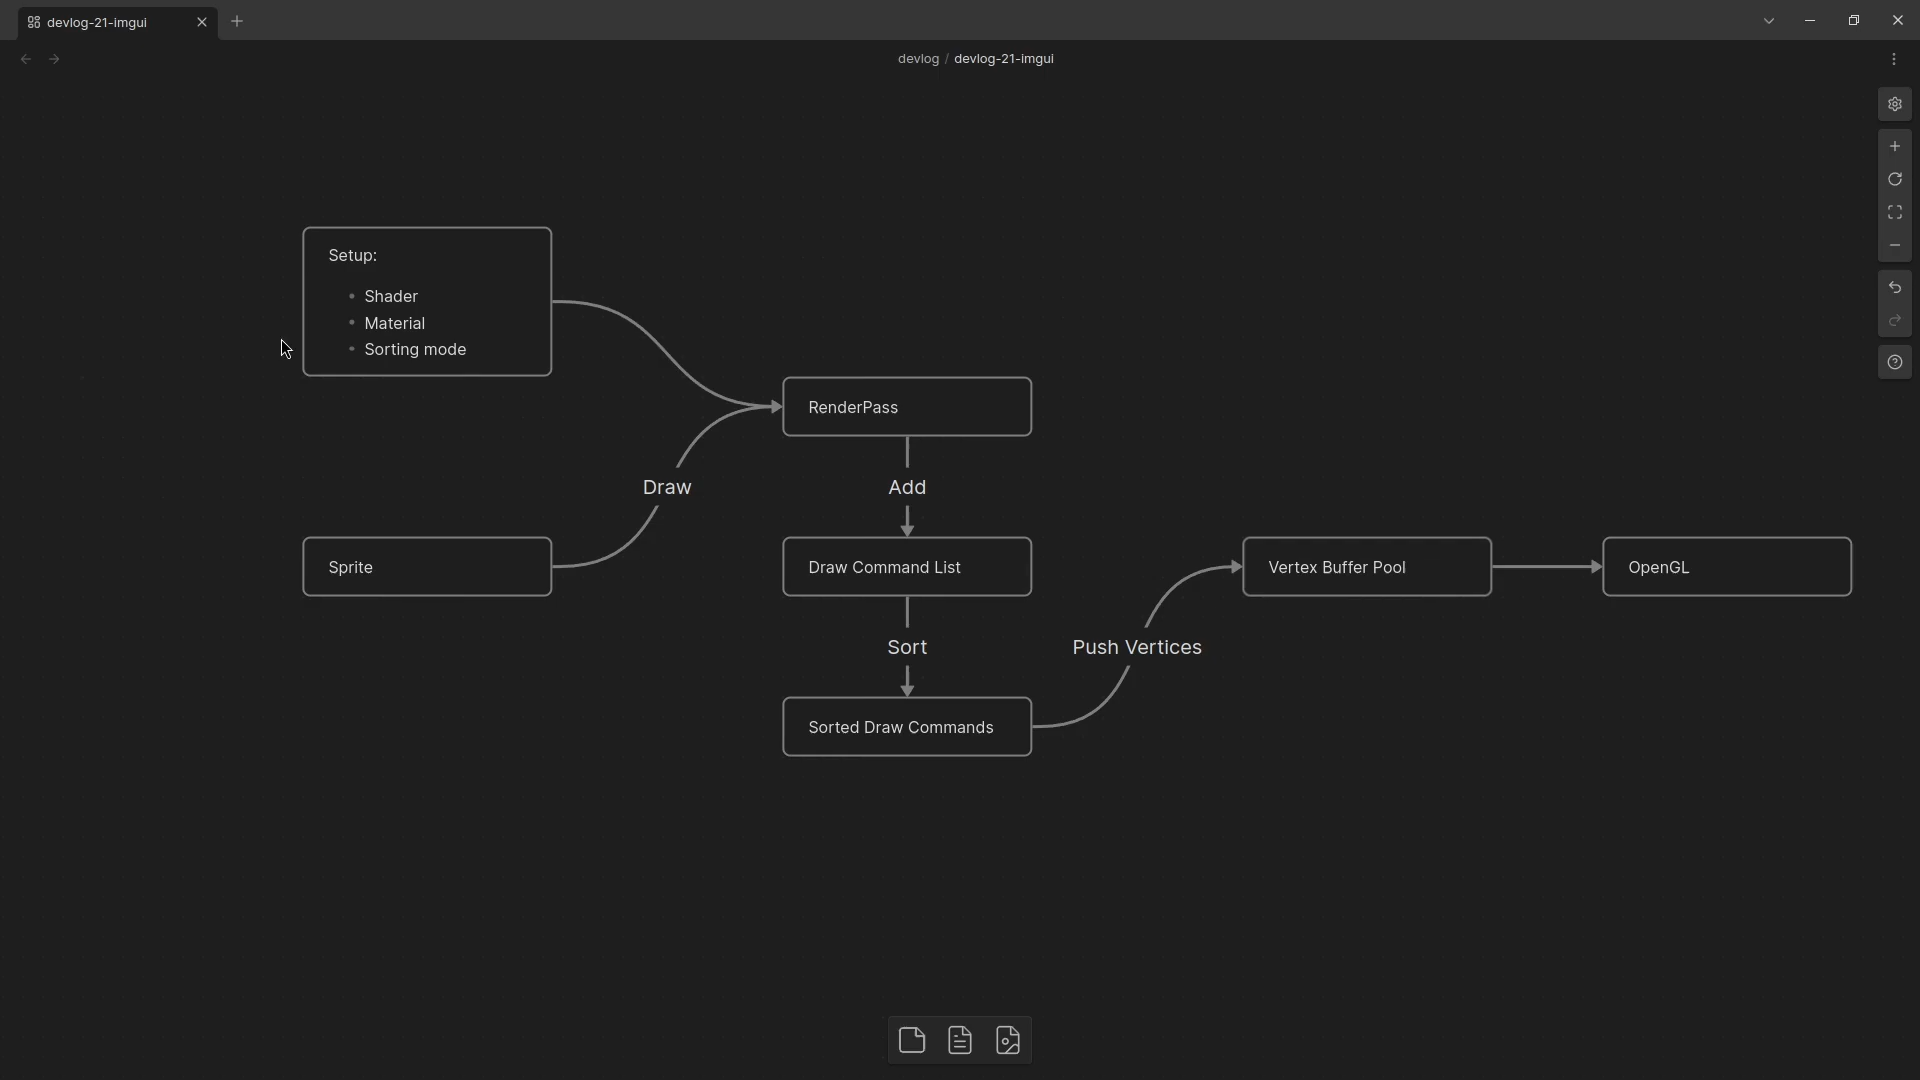 devlog-21-imgui
devlog / devlog-21-imgui
Setup:
Shader
Material
Sorting mode
RenderPass
Draw
Add
Sprite
Draw Command List
Vertex Buffer Pool
OpenGL
Sort
Push Vertices
Sorted Draw Commands